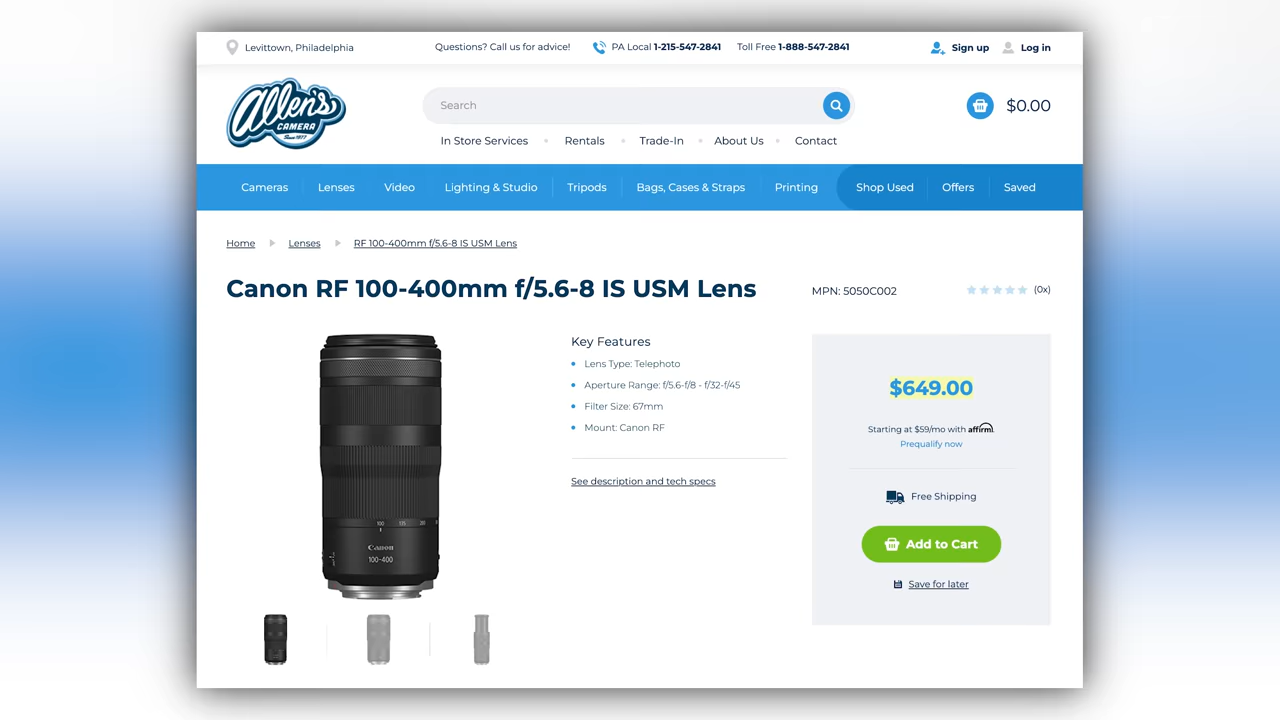 Levittown, Philadelphia
Questions? Call us for advice!
PA Local 1-215-547-2841
Toll Free 1-888-547-2841
Sign up
Log in
Allen's
CAMERA
Since 1977
Search
$0.00
In Store Services
Rentals
Trade-In
About Us
Contact
Cameras
Lenses
Video
Lighting & Studio
Tripods
Bags, Cases & Straps
Printing
Shop Used
Offers
Saved
Home
Lenses
RF 100-400mm f/5.6-8 IS USM Lens
Canon RF 100-400mm f/5.6-8 IS USM Lens
MPN: 5050C002
(0x)
Key Features
Lens Type: Telephoto
Aperture Range: f/5.6-f/8 - f/32-f/45
Filter Size: 67mm
Mount: Canon RF
See description and tech specs
$649.00
Starting at $59/mo with affirm.
Prequalify now
Free Shipping
Add to Cart
Save for later
100 135 200
Canon
100-400